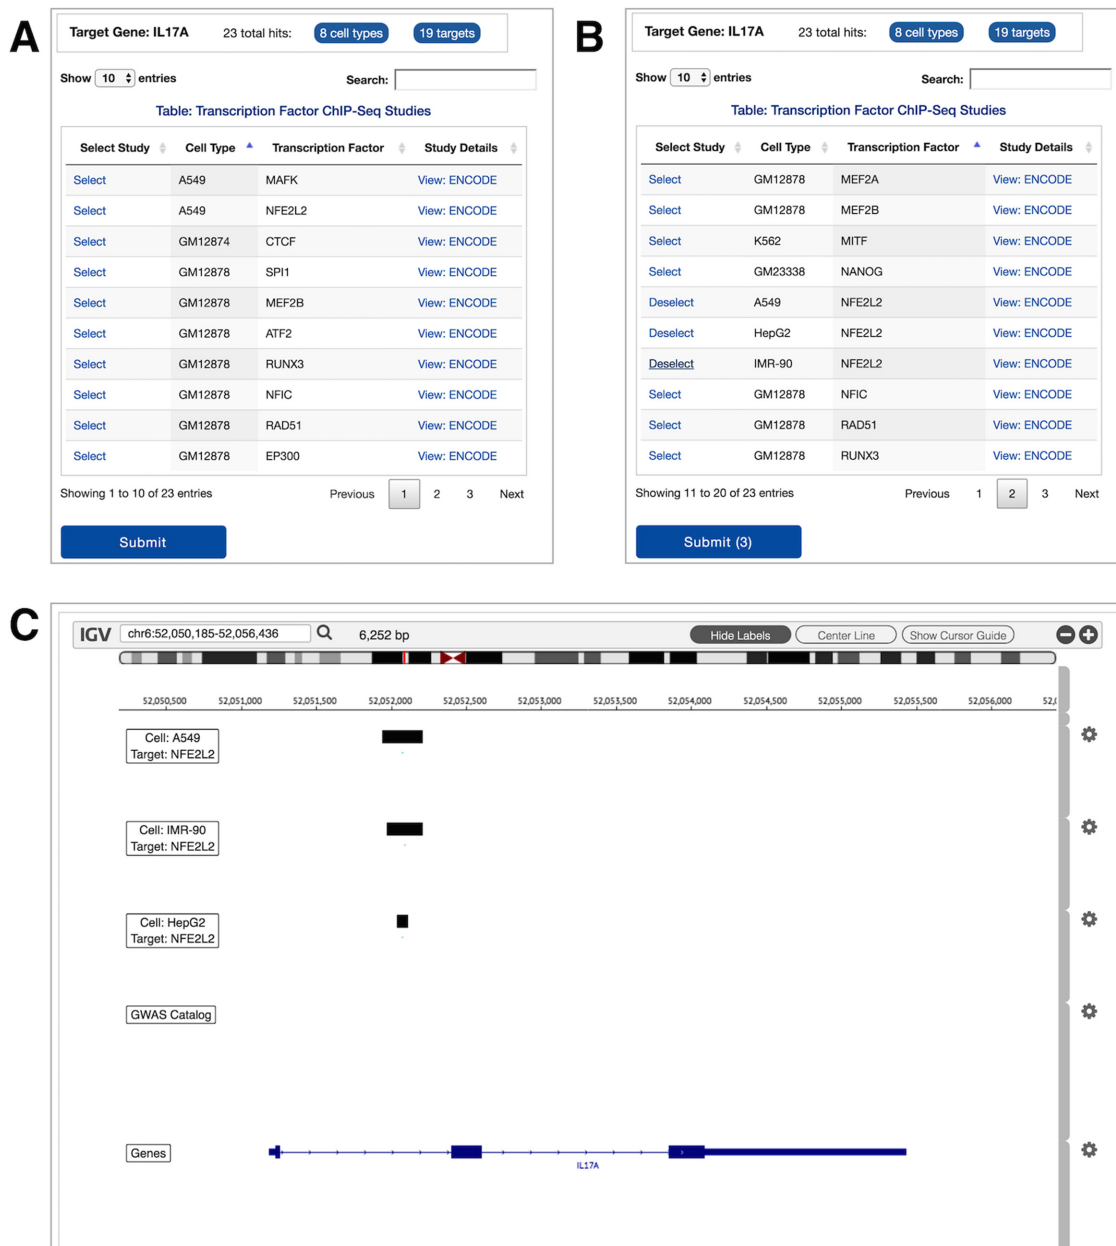 A
Target Gene: IL17A 23 total hits: 8 cell types 19 targets
Show 10 entries Search:
Table: Transcription Factor ChIP-Seq Studies
Select Study Cell Type Transcription Factor Study Details
Select A549 MAFK View: ENCODE
Select A549 NFE2L2 View: ENCODE
Select GM12874 CTCF View: ENCODE
Select GM12878 SPI1 View: ENCODE
Select GM12878 MEF2B View: ENCODE
Select GM12878 ATF2 View: ENCODE
Select GM12878 RUNX3 View: ENCODE
Select GM12878 NFIC View: ENCODE
Select GM12878 RAD51 View: ENCODE
Select GM12878 EP300 View: ENCODE
Showing 1 to 10 of 23 entries Previous 1 2 3 Next
Submit
B
Target Gene: IL17A 23 total hits: 8 cell types 19 targets
Show 10 entries Search:
Table: Transcription Factor ChIP-Seq Studies
Select Study Cell Type Transcription Factor Study Details
Select GM12878 MEF2A View: ENCODE
Select GM12878 MEF2B View: ENCODE
Select K562 MITF View: ENCODE
Select GM23338 NANOG View: ENCODE
Deselect A549 NFE2L2 View: ENCODE
Deselect HepG2 NFE2L2 View: ENCODE
Deselect IMR-90 NFE2L2 View: ENCODE
Select GM12878 NFIC View: ENCODE
Select GM12878 RAD51 View: ENCODE
Select GM12878 RUNX3 View: ENCODE
Showing 11 to 20 of 23 entries Previous 1 2 3 Next
Submit (3)
C
IGV chr6:52,050,185-52,056,436 6,252 bp Hide Labels Center Line Show Cursor Guide
52,050,500 52,051,000 52,051,500 52,052,000 52,052,500 52,053,000 52,053,500 52,054,000 52,054,500 52,055,000 52,055,500 52,056,000 52,0
Cell: A549
Target: NFE2L2
Cell: IMR-90
Target: NFE2L2
Cell: HepG2
Target: NFE2L2
GWAS Catalog
Genes
IL17A